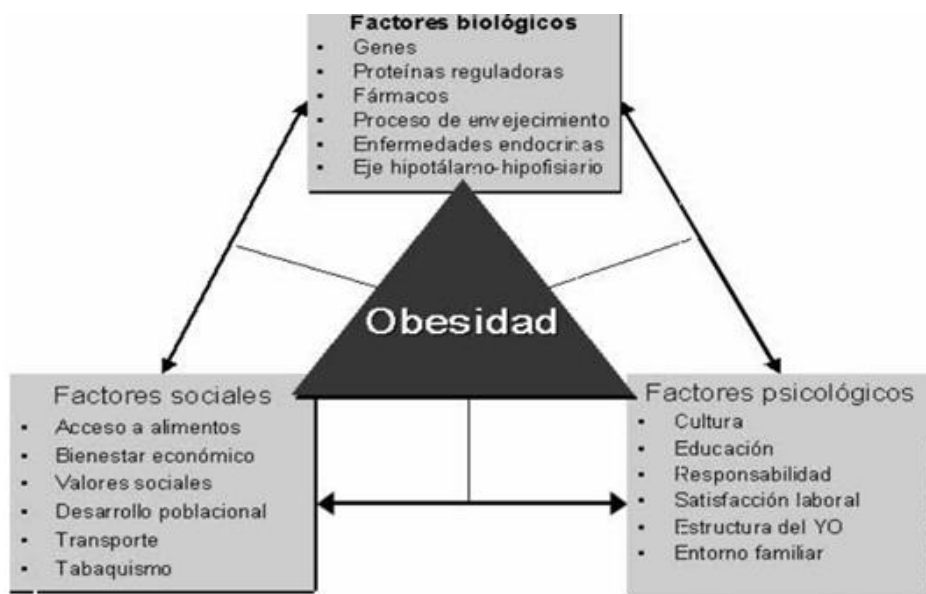 Factores biológicos
• Genes
• Proteínas reguladoras
• Fármacos
• Proceso de envejecimiento
• Enfermedades endocrinas
• Eje hipotálamo-hipofisiario
Obesidad
Factores sociales
• Acceso a alimentos
• Bienestar económico
• Valores sociales
• Desarrollo poblacional
• Transporte
• Tabaquismo
Factores psicológicos
• Cultura
• Educación
• Responsabilidad
• Satisfacción laboral
• Estructura del YO
• Entorno familiar